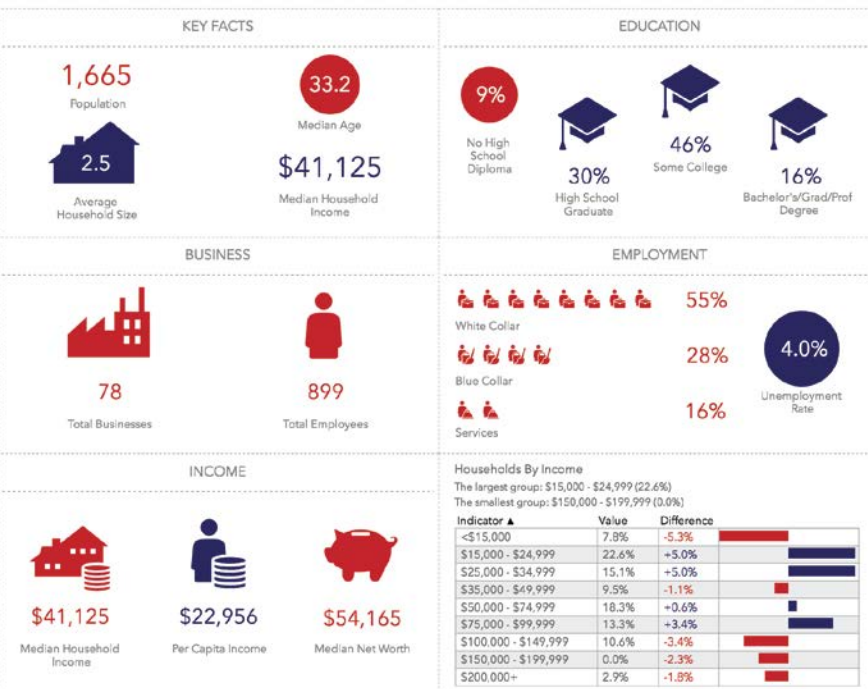 KEY FACTS
1,665
Population
33.2
Median Age
2.5
Average
Household Size
$41,125
Median Household
Income
EDUCATION
9%
No High
School
Diploma
30%
High School
Graduate
46%
Some College
16%
Bachelor's/Grad/Prof
Degree
BUSINESS
78
Total Businesses
899
Total Employees
EMPLOYMENT
55%
White Collar
28%
Blue Collar
16%
Services
4.0%
Unemployment
Rate
INCOME
$41,125
Median Household
Income
$22,956
Per Capita Income
$54,165
Median Net Worth
Households By Income
The largest group: $15,000 - $24,999 (22.6%)
The smallest group: $150,000 - $199,999 (0.0%)
Indicator ▲ Value Difference
<$15,000 7.8% -5.3%
$15,000 - $24,999 22.6% +5.0%
$25,000 - $34,999 15.1% +5.0%
$35,000 - $49,999 9.5% -1.1%
$50,000 - $74,999 18.3% +0.6%
$75,000 - $99,999 13.3% +3.4%
$100,000 - $149,999 10.6% -3.4%
$150,000 - $199,999 0.0% -2.3%
$200,000+ 2.9% -1.8%